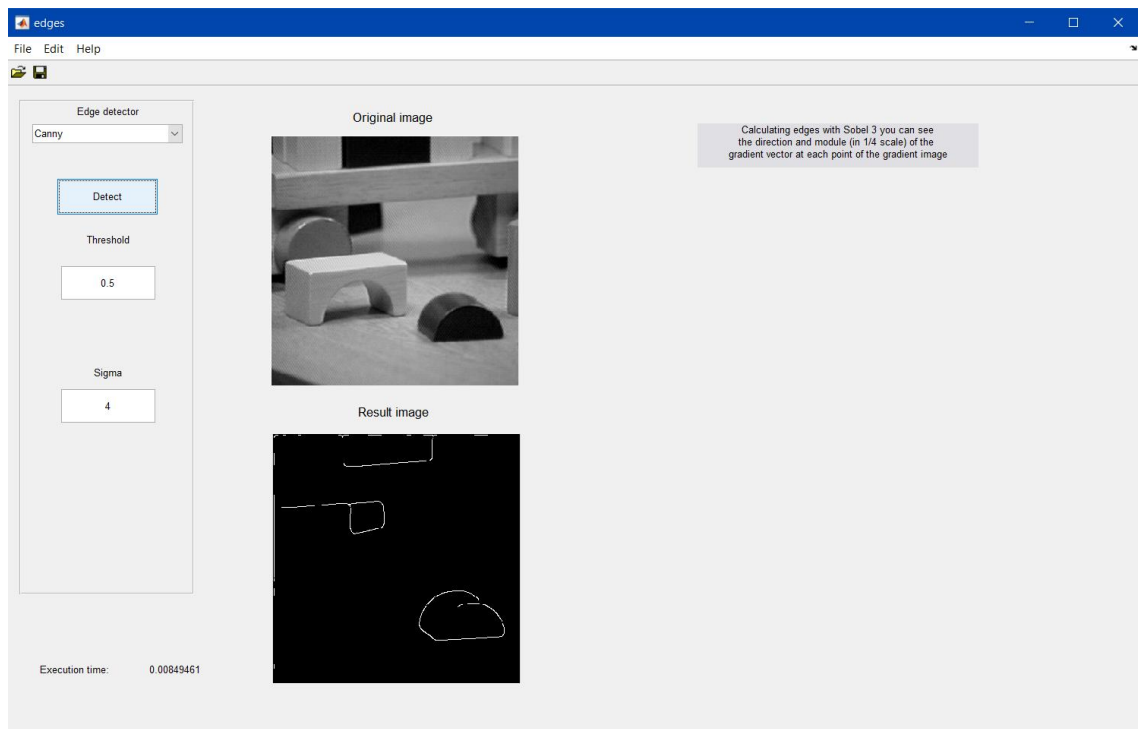 edges
File Edit Help
Edge detector
Canny
Detect
Threshold
0.5
Sigma
4
Execution time: 0.00849461
Original image
Result image
Calculating edges with Sobel 3 you can see
the direction and module (in 1/4 scale) of the
gradient vector at each point of the gradient image